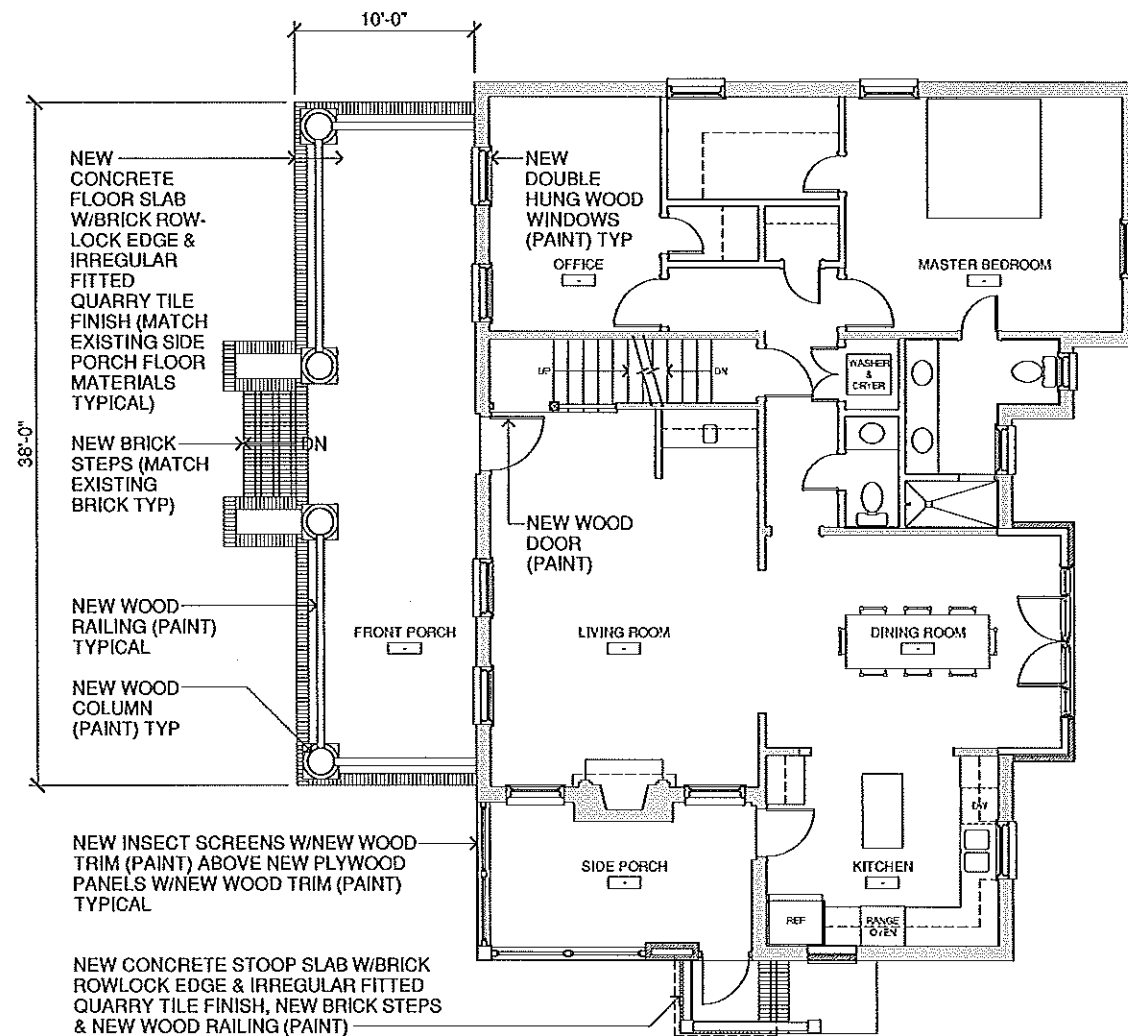 10'-0"
38'-0"
NEW
CONCRETE
FLOOR SLAB
W/BRICK ROW-
LOCK EDGE &
IRREGULAR
FITTED
QUARRY TILE
FINISH (MATCH
EXISTING SIDE
PORCH FLOOR
MATERIALS
TYPICAL)
NEW
DOUBLE
HUNG WOOD
WINDOWS
(PAINT) TYP
OFFICE
MASTER BEDROOM
UP
DN
WASHER
&
DRYER
NEW BRICK
STEPS (MATCH
EXISTING
BRICK TYP)
DN
NEW WOOD
DOOR
(PAINT)
NEW WOOD
RAILING (PAINT)
TYPICAL
FRONT PORCH
LIVING ROOM
DINING ROOM
NEW WOOD
COLUMN
(PAINT) TYP
DW
NEW INSECT SCREENS W/NEW WOOD
TRIM (PAINT) ABOVE NEW PLYWOOD
PANELS W/NEW WOOD TRIM (PAINT)
TYPICAL
SIDE PORCH
KITCHEN
REF
RANGE
OVEN
NEW CONCRETE STOOP SLAB W/BRICK
ROWLOCK EDGE & IRREGULAR FITTED
QUARRY TILE FINISH, NEW BRICK STEPS
& NEW WOOD RAILING (PAINT)